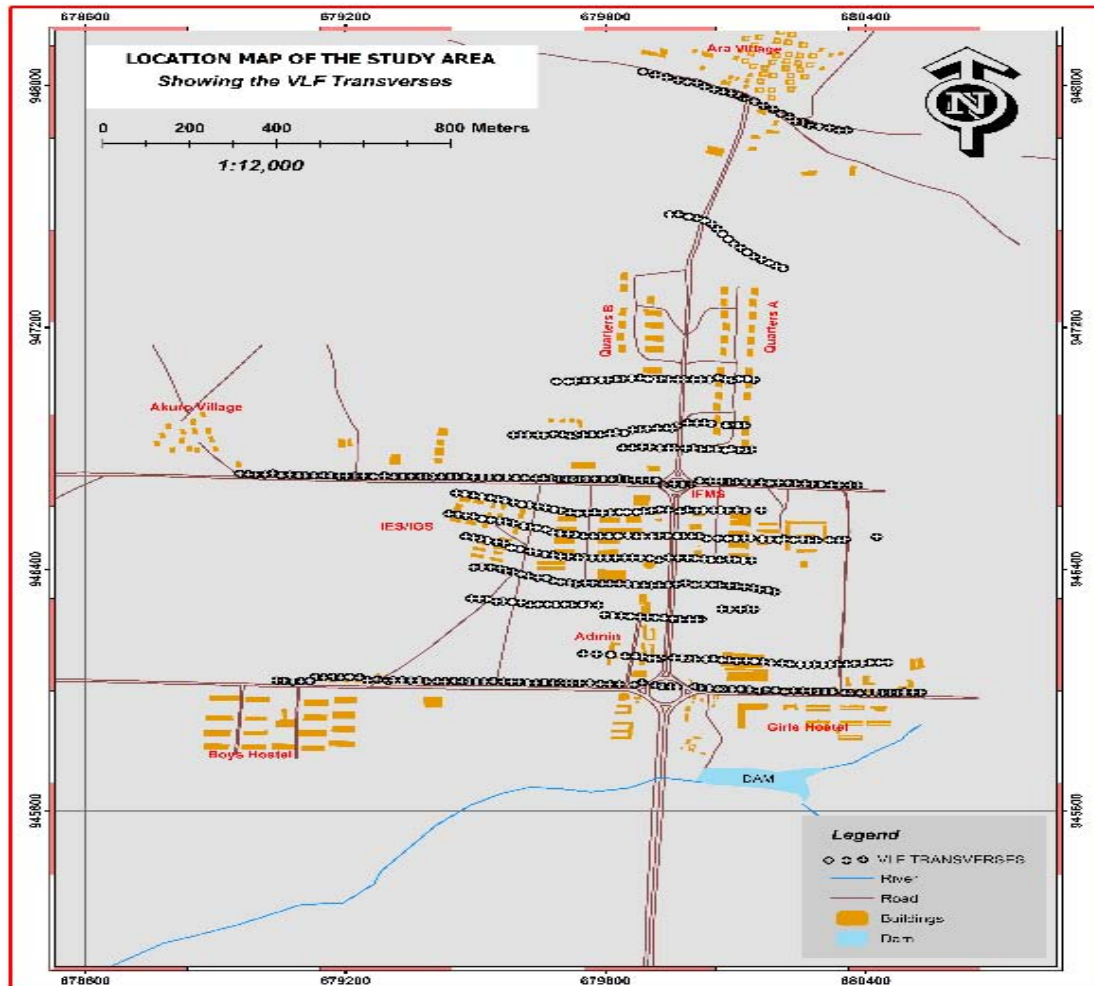 678600 679200 679800 680400
LOCATION MAP OF THE STUDY AREA
Showing the VLF Transverses
0 200 400 800 Meters
1:12,000
Ara Village
N
948000 948000
Quarters B
Quarters A
947200 947200
Akuro Village
IFMS
IES/IGS
946400 946400
Admin
Girls Hostel
Boys Hostel
DAM
945600 945600
Legend
VLF TRANSVERSES
River
Road
Buildings
Dam
678600 679200 679800 680400